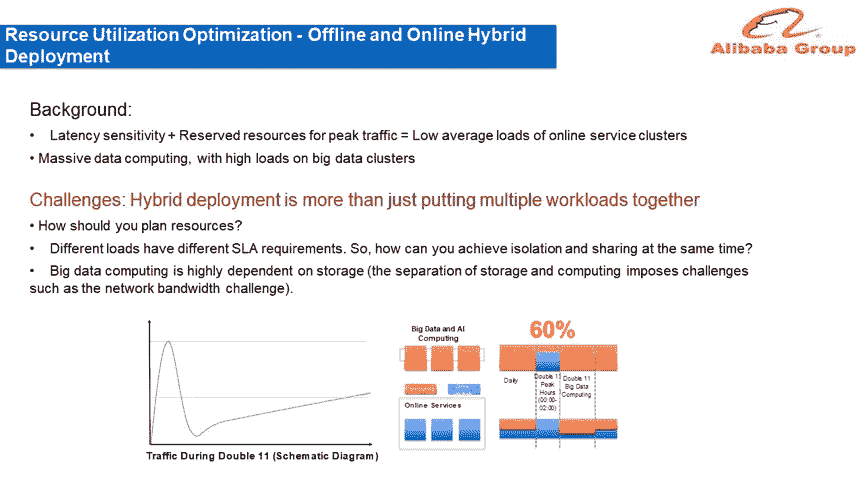 Resource Utilization Optimization - Offline and Online Hybrid
Deployment
Alibaba Group
Background:
• Latency sensitivity + Reserved resources for peak traffic = Low average loads of online service clusters
• Massive data computing, with high loads on big data clusters
Challenges: Hybrid deployment is more than just putting multiple workloads together
• How should you plan resources?
• Different loads have different SLA requirements. So, how can you achieve isolation and sharing at the same time?
• Big data computing is highly dependent on storage (the separation of storage and computing imposes challenges
such as the network bandwidth challenge).
Traffic During Double 11 (Schematic Diagram)
Big Data and AI
Computing
Online Services
60%
Daily
Double 11
Peak
Hours
(00:00-
02:00)
Double 11
Big Data
Computing